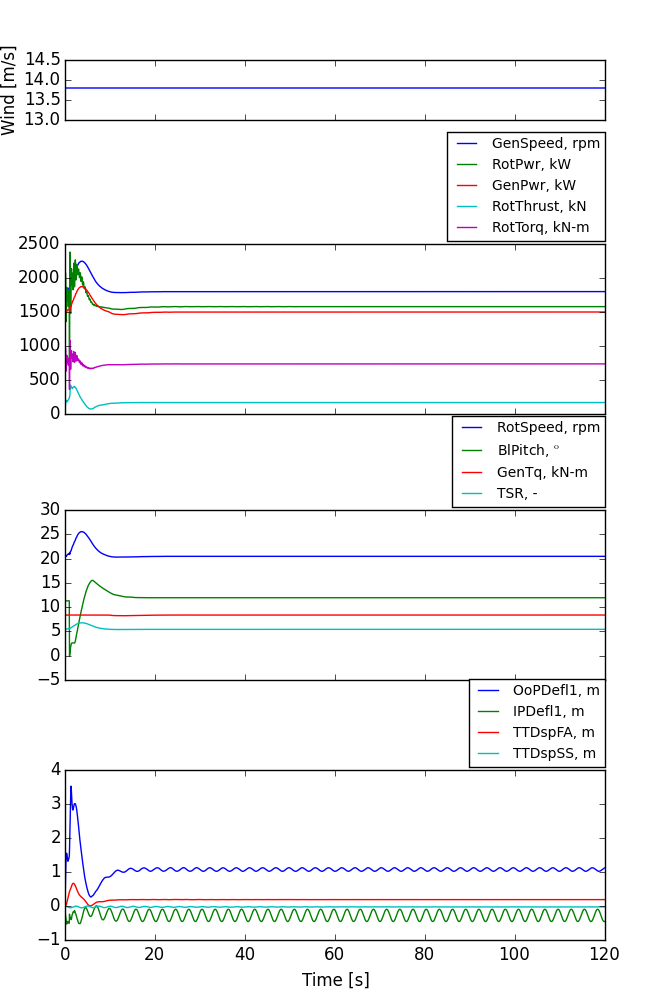 14.5
14.0
13.5
13.0
Wind [m/s]
GenSpeed, rpm
RotPwr, kW
GenPwr, kW
RotThrust, kN
RotTorq, kN-m
2500
2000
1500
1000
500
0
RotSpeed, rpm
BlPitch, °
GenTq, kN-m
TSR, -
30
25
20
15
10
5
0
−5
OoPDefl1, m
IPDefl1, m
TTDspFA, m
TTDspSS, m
4
3
2
1
0
−1
0 20 40 60 80 100 120
Time [s]